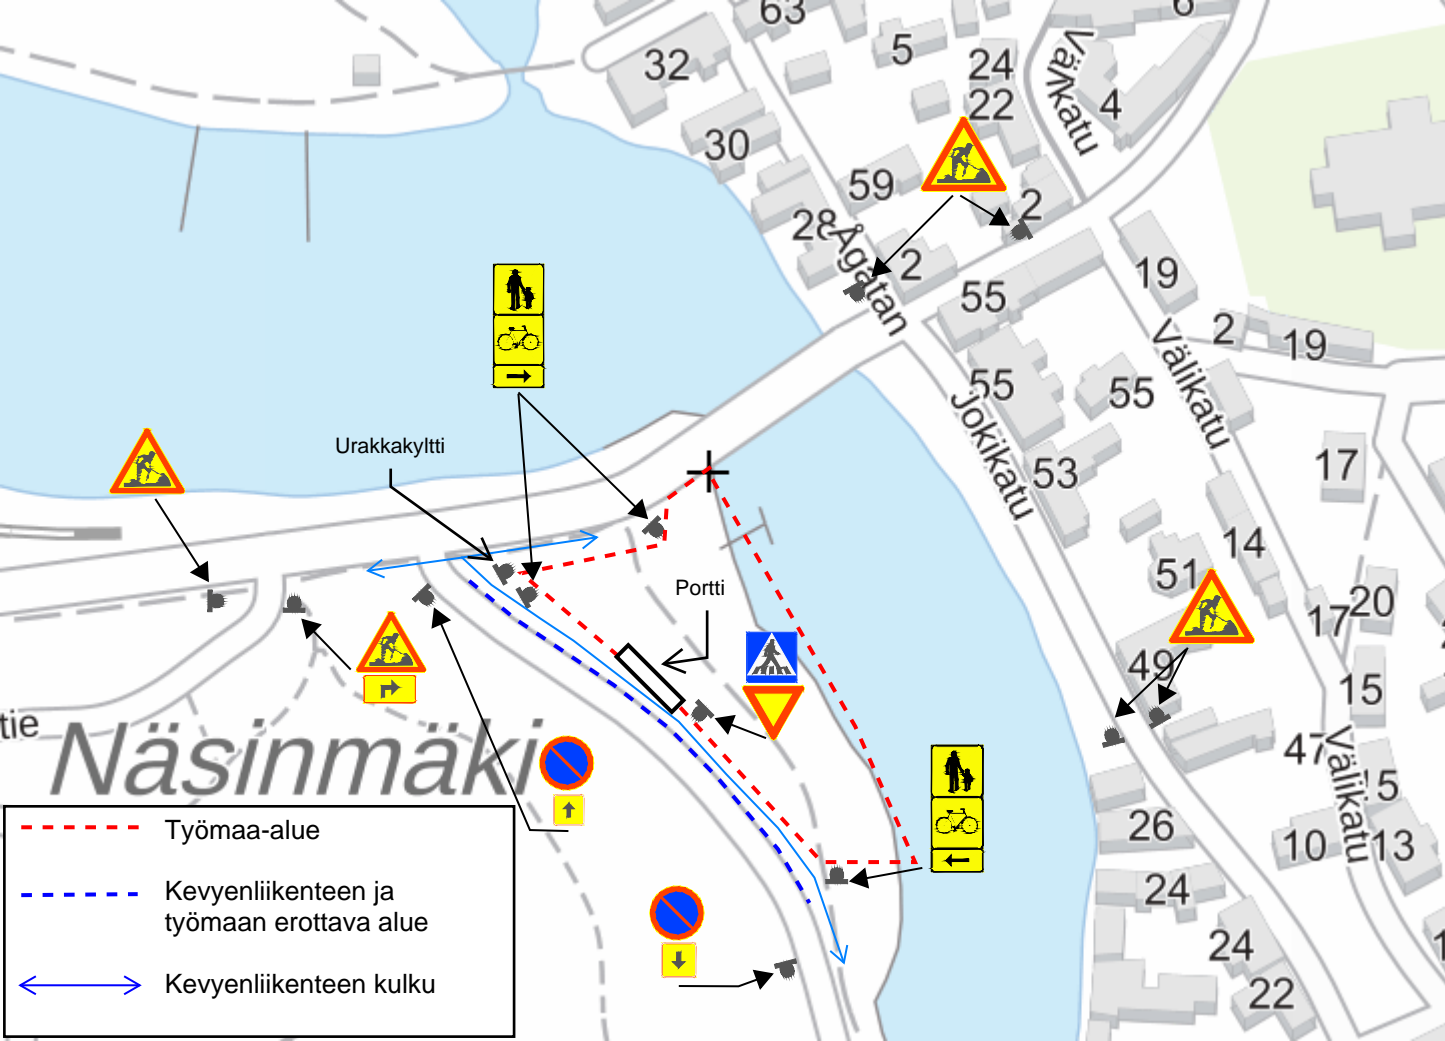 63
6
5
32
24
Välikatu
22
4
30
59
2
28
Ågatan
2
19
55
2
19
Välikatu
55
55
Jokikatu
Urakkakyltti
53
17
14
51
Portti
20
17
49
15
tie
Näsinmäki
47
Välikatu
15
26
10
13
24
24
22
Työmaa-alue
Kevyenliikenteen ja
työmaan erottava alue
Kevyenliikenteen kulku